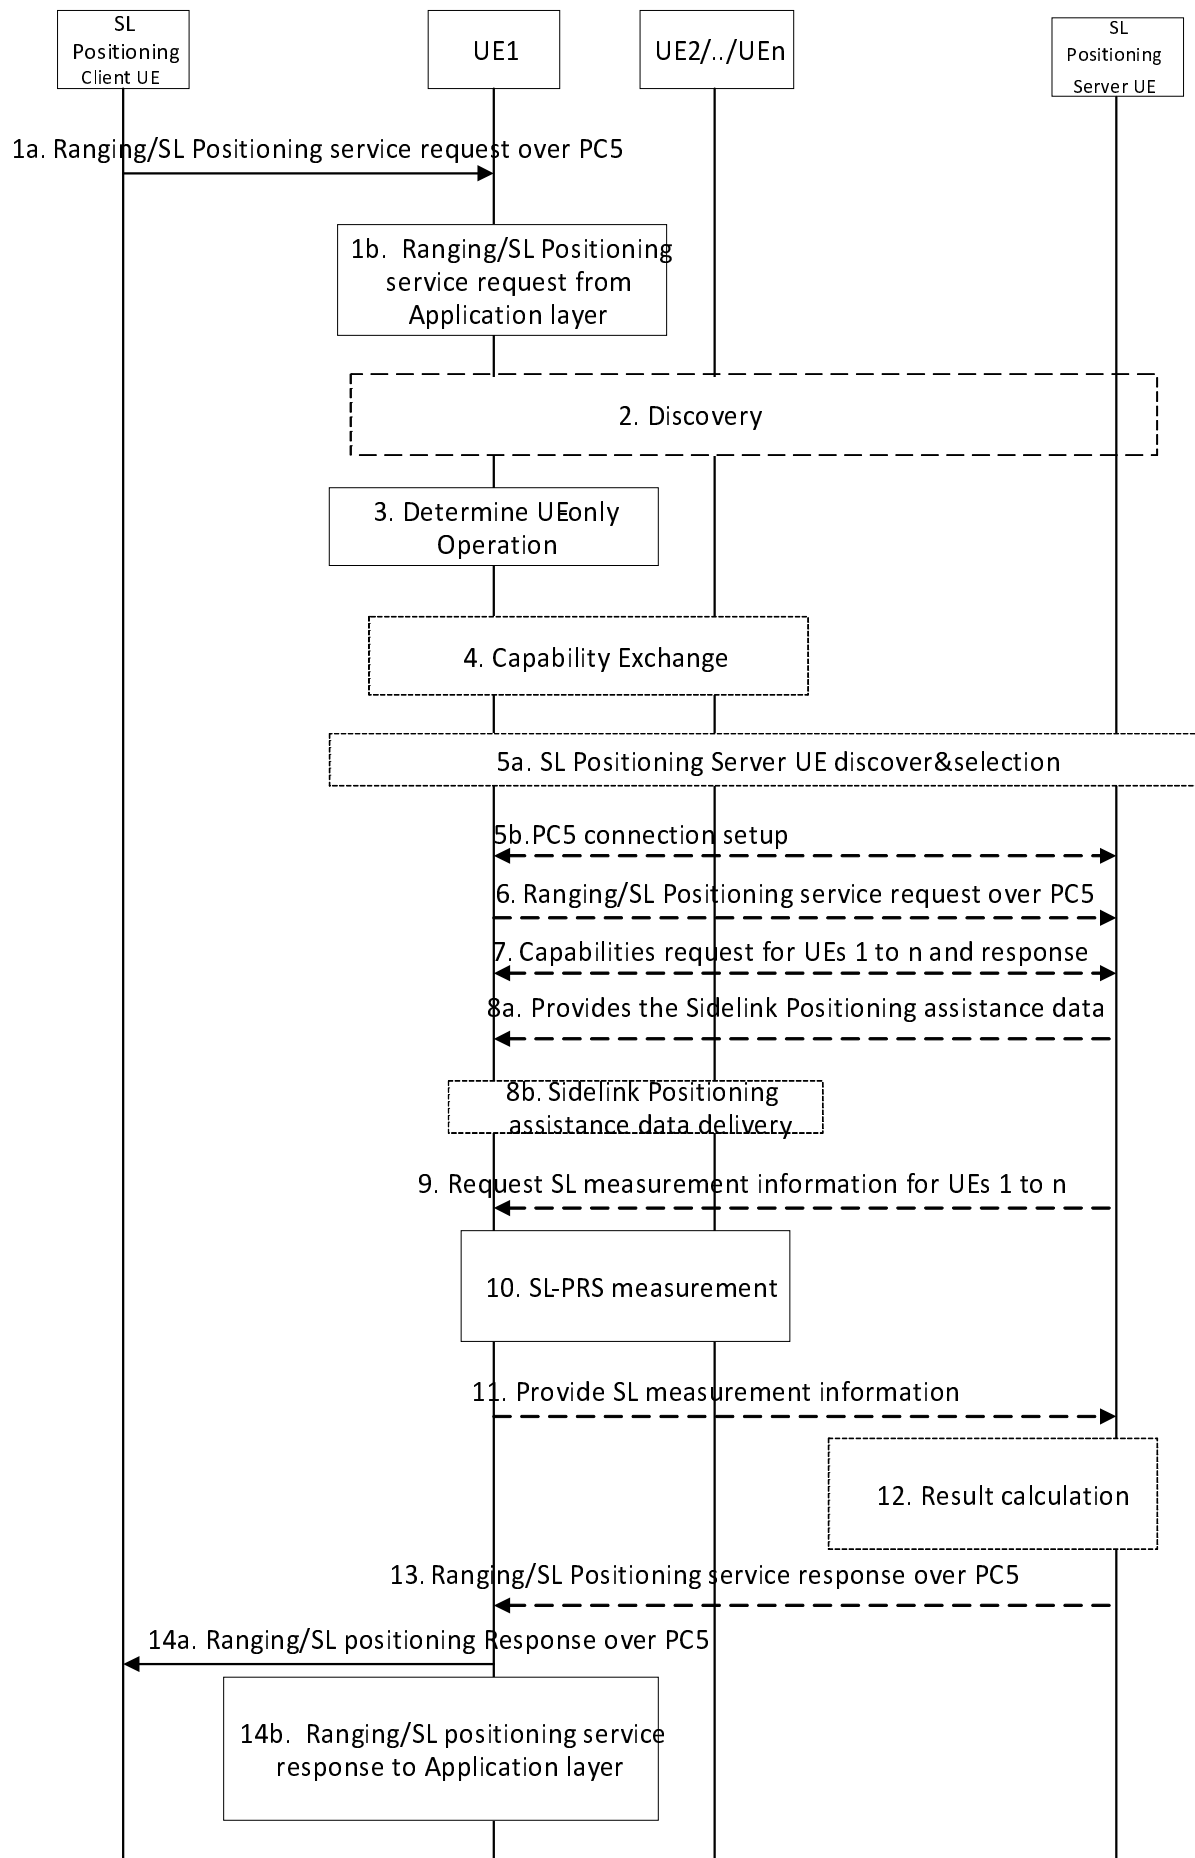 SL
Positioning
Client UE
UE1
UE2/../UEn
SL
Positioning
Server UE
1a. Ranging/SL Positioning service request over PC5
1b. Ranging/SL Positioning
service request from
Application layer
2. Discovery
3. Determine UE-only
Operation
4. Capability Exchange
5a. SL Positioning Server UE discover&selection
5b.PC5 connection setup
6. Ranging/SL Positioning service request over PC5
7. Capabilities request for UEs 1 to n and response
8a. Provides the Sidelink Positioning assistance data
8b. Sidelink Positioning
assistance data delivery
9. Request SL measurement information for UEs 1 to n
10. SL-PRS measurement
11. Provide SL measurement information
12. Result calculation
13. Ranging/SL Positioning service response over PC5
14a. Ranging/SL positioning Response over PC5
14b. Ranging/SL positioning service
response to Application layer